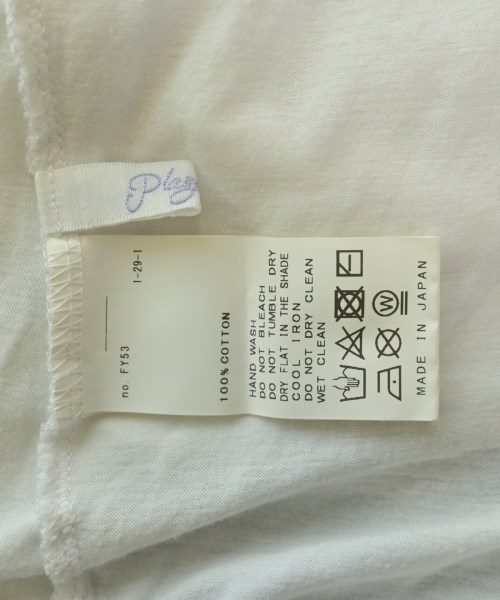 no. FY53
1-29-1
100% COTTON
HAND WASH
DO NOT BLEACH
DO NOT TUMBLE DRY
DRY FLAT IN THE SHADE
COOL IRON
DO NOT DRY CLEAN
WET CLEAN
W
MADE IN JAPAN